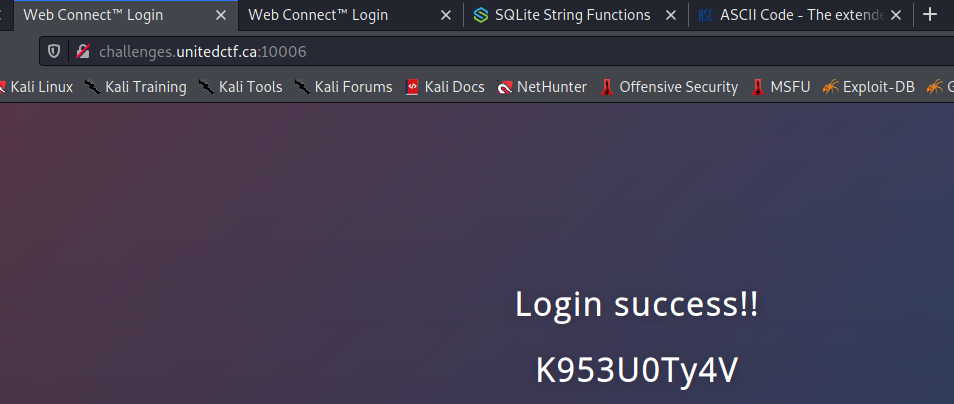 Web Connect™ Login
Web Connect™ Login
SQLite String Functions
ASCII Code - The extende
challenges.unitedctf.ca:10006
Kali Linux
Kali Training
Kali Tools
Kali Forums
Kali Docs
NetHunter
Offensive Security
MSFU
Exploit-DB
G
Login success!!
K953U0Ty4V